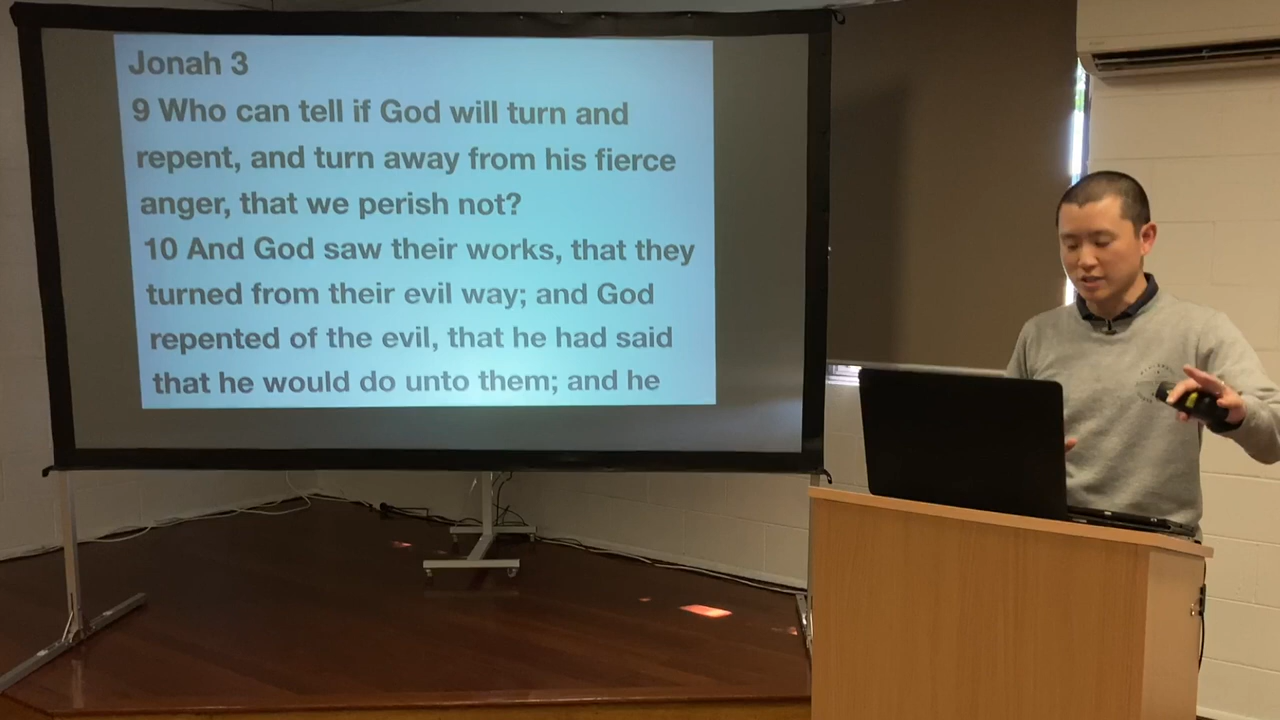 Jonah 3
9 Who can tell if God will turn and
repent, and turn away from his fierce
anger, that we perish not?
10 And God saw their works, that they
turned from their evil way; and God
repented of the evil, that he had said
that he would do unto them; and he